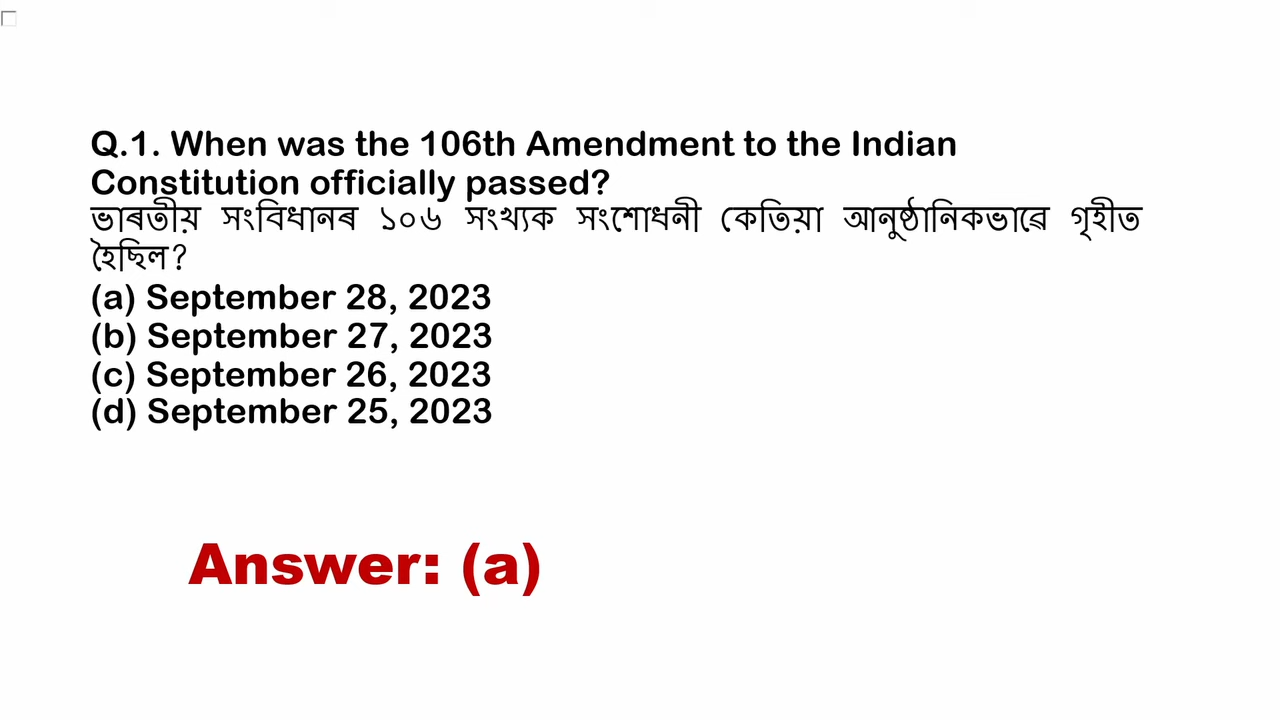 Q.1. When was the 106th Amendment to the Indian
Constitution officially passed?
ভাৰতীয় সংবিধানৰ ১০৬ সংখ্যক সংশোধনী কেতিয়া আনুষ্ঠানিকভাৱে গৃহীত
হৈছিল?
(a) September 28, 2023
(b) September 27, 2023
(c) September 26, 2023
(d) September 25, 2023
Answer: (a)